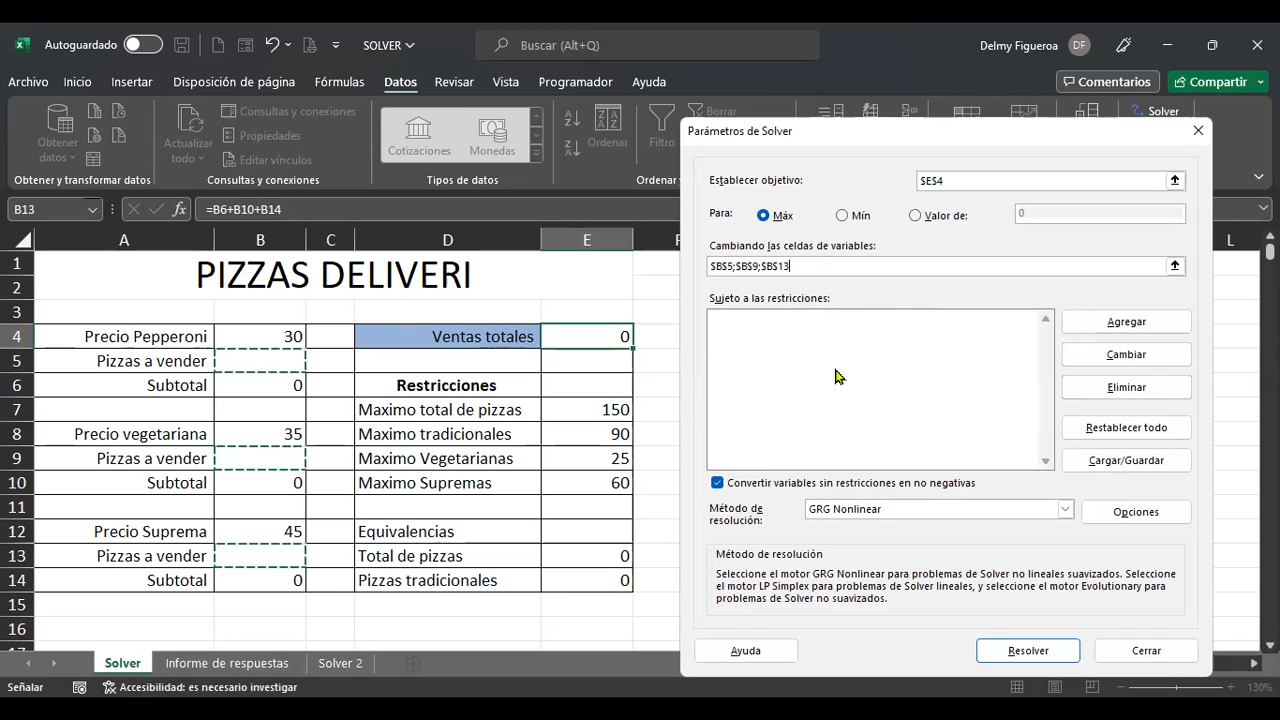 Autoguardado
SOLVER
Buscar (Alt+Q)
Delmy Figueroa
DF
Archivo Inicio Insertar Disposición de página Fórmulas Datos Revisar Vista Programador Ayuda
Comentarios
Compartir
Obtener datos
Actualizar todo
Consultas y conexiones
Propiedades
Editar vínculos
Cotizaciones
Monedas
Ordenar
Filtro
Borrar
Solver
Obtener y transformar datos
Consultas y conexiones
Tipos de datos
Ordenar y
B13
fx
=B6+B10+B14
A B C D E F L
1 PIZZAS DELIVERI
2
3
4 Precio Pepperoni 30 Ventas totales 0
5 Pizzas a vender
6 Subtotal 0 Restricciones
7 Maximo total de pizzas 150
8 Precio vegetariana 35 Maximo tradicionales 90
9 Pizzas a vender Maximo Vegetarianas 25
10 Subtotal 0 Maximo Supremas 60
11
12 Precio Suprema 45 Equivalencias
13 Pizzas a vender Total de pizzas 0
14 Subtotal 0 Pizzas tradicionales 0
15
16
Solver Informe de respuestas Solver 2
Señalar
Accesibilidad: es necesario investigar
130%
Parámetros de Solver
Establecer objetivo: $E$4
Para: Máx Mín Valor de: 0
Cambiando las celdas de variables:
$B$5;$B$9;$B$13
Sujeto a las restricciones:
Agregar
Cambiar
Eliminar
Restablecer todo
Cargar/Guardar
Convertir variables sin restricciones en no negativas
Método de resolución: GRG Nonlinear
Opciones
Método de resolución
Seleccione el motor GRG Nonlinear para problemas de Solver no lineales suavizados. Seleccione
el motor LP Simplex para problemas de Solver lineales, y seleccione el motor Evolutionary para
problemas de Solver no suavizados.
Ayuda
Resolver
Cerrar